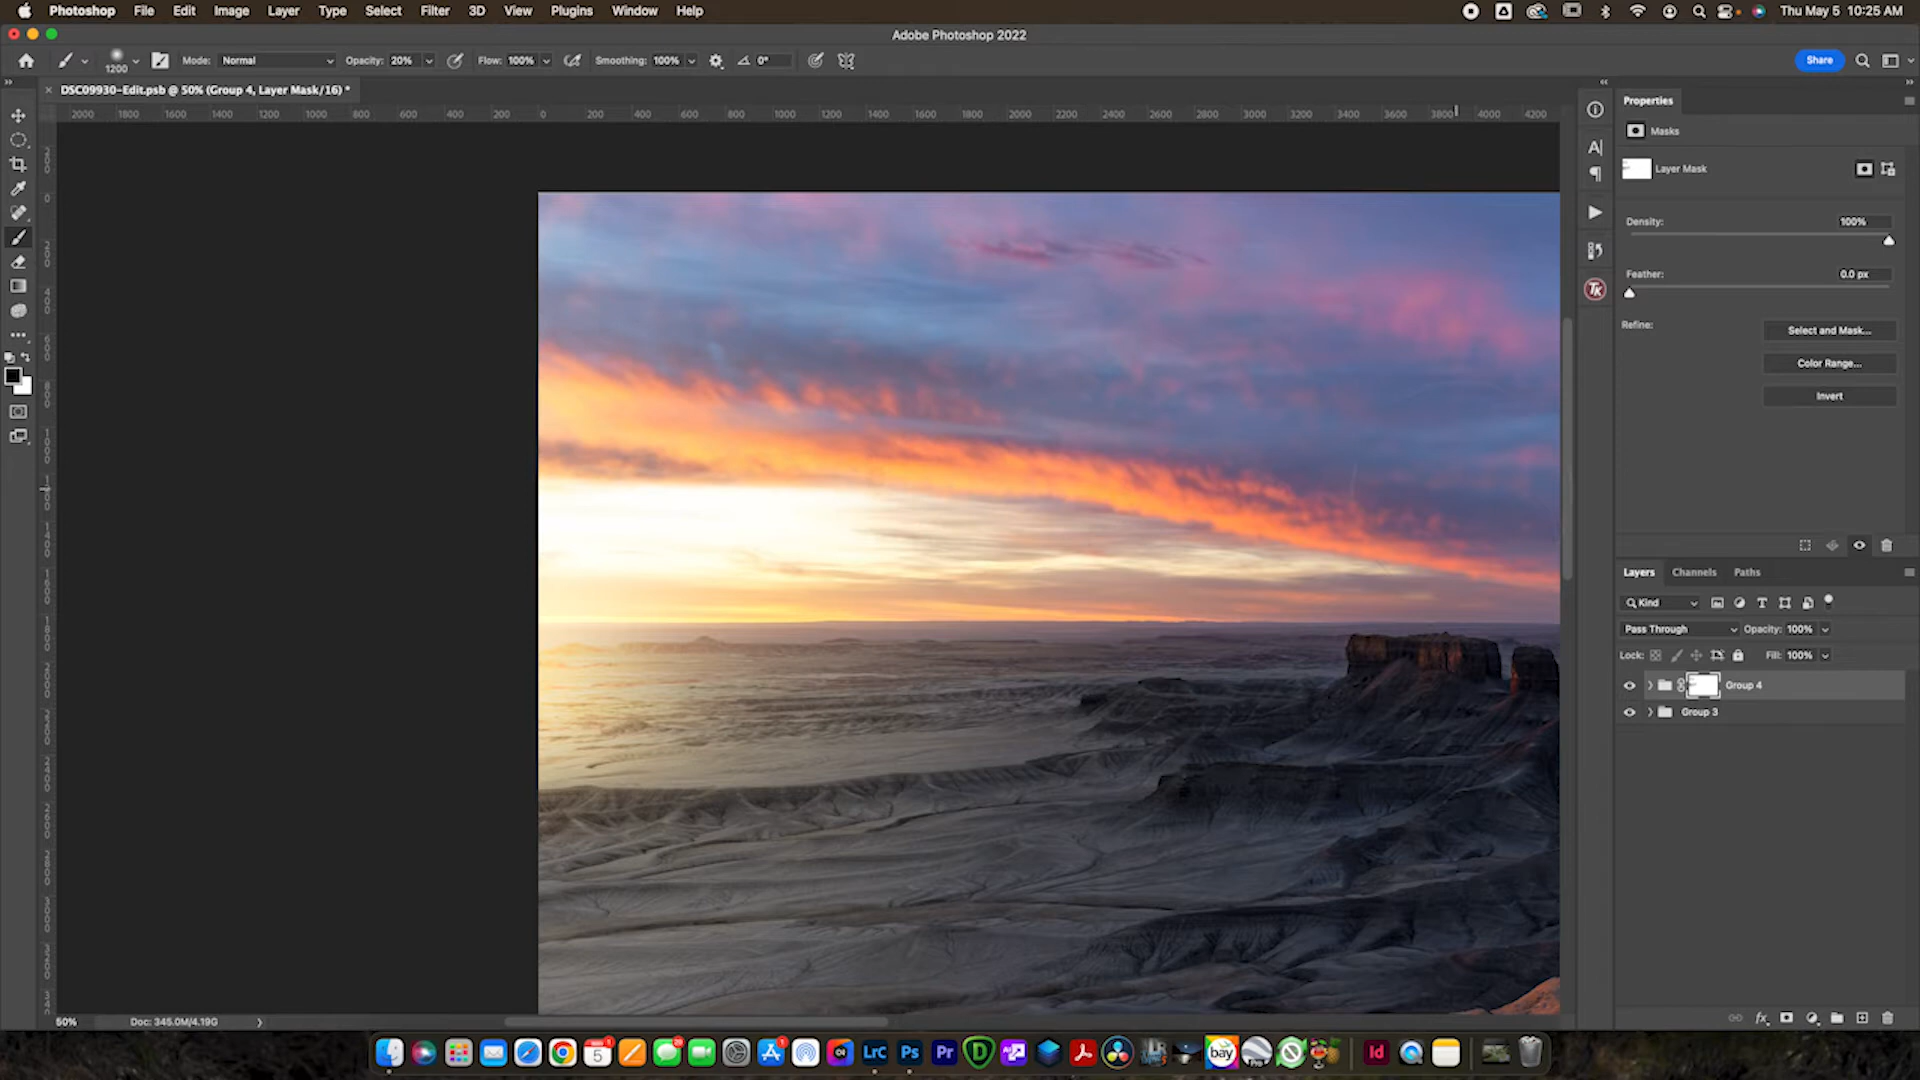 Photoshop File Edit Image Layer Type Select Filter 3D View Plugins Window Help Thu May 5 10:25 AM
Adobe Photoshop 2022
1200 Mode: Normal Opacity: 20% Flow: 100% Smoothing: 100% 0° Share
DSC09930-Edit.psb @ 50% (Group 4, Layer Mask/16) *
2000 1800 1600 1400 1200 1000 800 600 400 200 0 200 400 600 800 1000 1200 1400 1600 1800 2000 2200 2400 2600 2800 3000 3200 3400 3600 3800 4000 4200
Properties
Masks
Layer Mask
Density: 100%
Feather: 0.0 px
Refine: Select and Mask...
Color Range...
Invert
Layers Channels Paths
Kind
Pass Through Opacity: 100%
Lock: Fill: 100%
Group 4
Group 3
50% Doc: 345.0M/4.19G
5 LrC Ps Pr bay Id